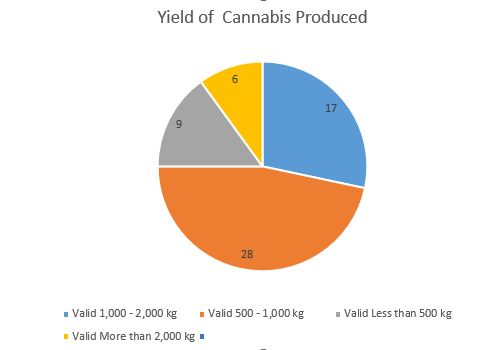 Yield of  Cannabis Produced
6
17
9
28
Valid 1,000 - 2,000 kg
Valid 500 - 1,000 kg
Valid Less than 500 kg
Valid More than 2,000 kg